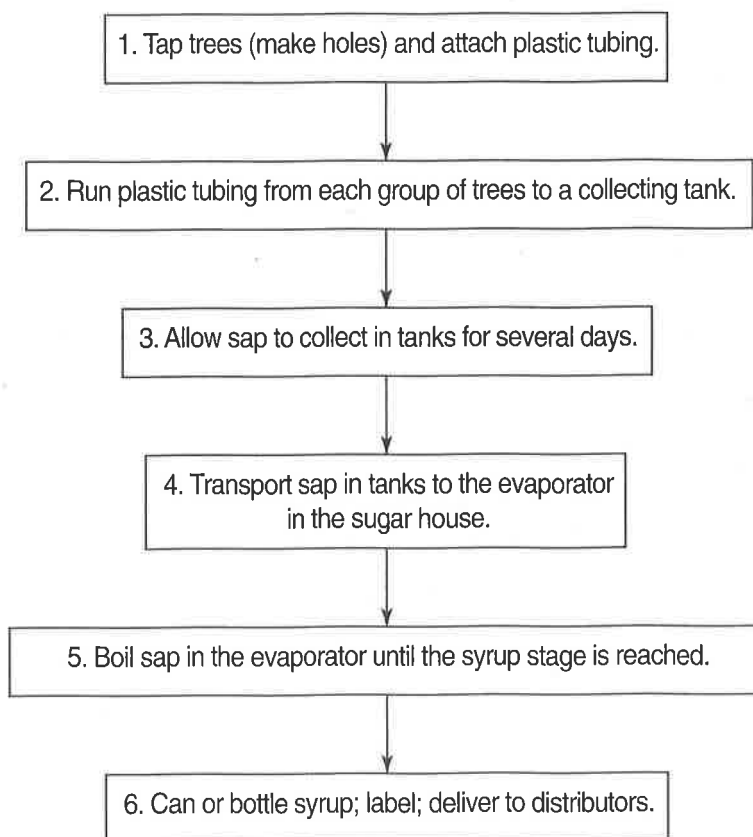 1. Tap trees (make holes) and attach plastic tubing.
2. Run plastic tubing from each group of trees to a collecting tank.
3. Allow sap to collect in tanks for several days.
4. Transport sap in tanks to the evaporator
in the sugar house.
5. Boil sap in the evaporator until the syrup stage is reached.
6. Can or bottle syrup; label; deliver to distributors.